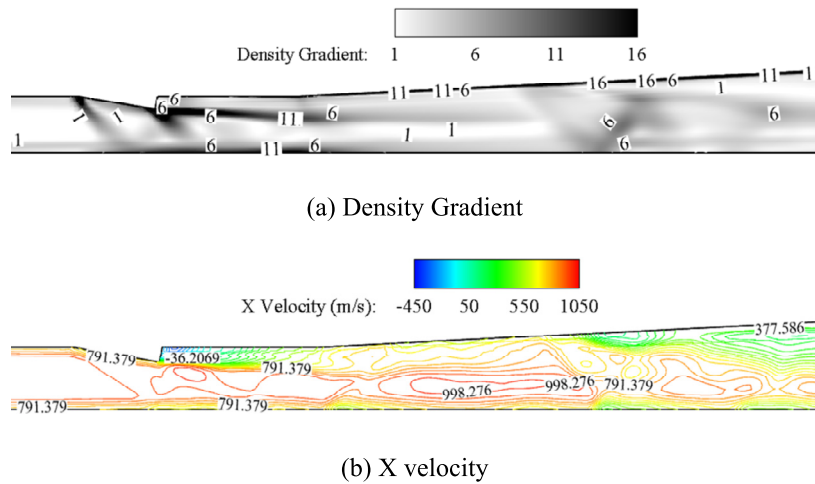 Density Gradient:
1 6 11 16
1 1 1 6 6 6 11 11 11-6 16 16-6 11 1
1 1 6 6
6 11 6 1 6
(a) Density Gradient
X Velocity (m/s): -450 50 550 1050
377.586
791.379 -36.2069 791.379
998.276 998.276 791.379
791.379 791.379
(b) X velocity